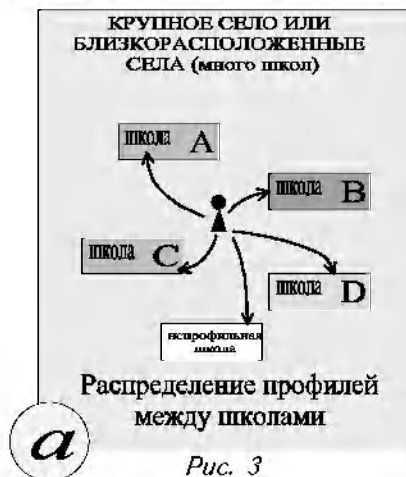 КРУПНОЕ СЕЛО ИЛИ
БЛИЗКОРАСПОЛОЖЕННЫЕ
СЕЛА (много школ)
школа A
школа B
школа C
школа D
непрофильная
школа
Распределение профилей
между школами
а
Рис. 3